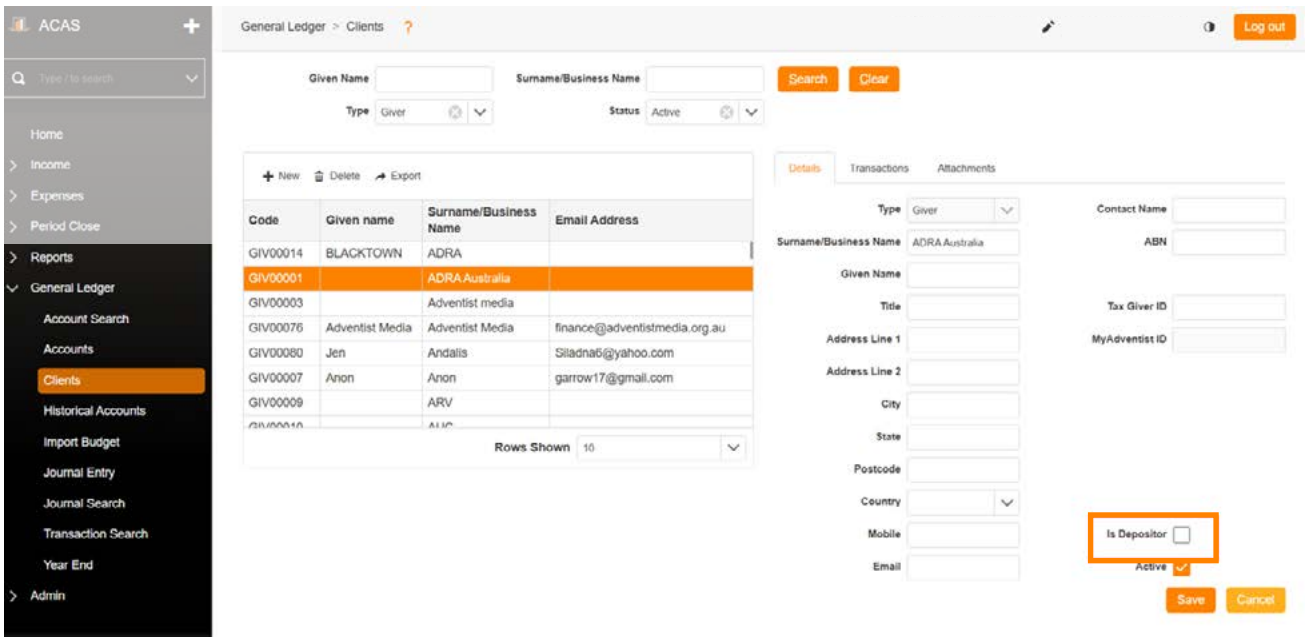 ACAS
Type / to search
Home
Income
Expenses
Period Close
Reports
General Ledger
Account Search
Accounts
Clients
Historical Accounts
Import Budget
Journal Entry
Journal Search
Transaction Search
Year End
Admin
General Ledger > Clients ?
Log out
Given Name
Surname/Business Name
Search
Clear
Type Giver
Status Active
New Delete Export
Code Given name Surname/Business Name Email Address
GIV00014 BLACKTOWN ADRA
GIV00001 ADRA Australia
GIV00003 Adventist media
GIV00076 Adventist Media Adventist Media finance@adventistmedia.org.au
GIV00080 Jen Andalis Siladna6@yahoo.com
GIV00007 Anon Anon garrow17@gmail.com
GIV00009 ARV
GIV00010 AUC
Rows Shown 10
Details Transactions Attachments
Type Giver
Contact Name
Surname/Business Name ADRA Australia
ABN
Given Name
Title
Tax Giver ID
Address Line 1
MyAdventist ID
Address Line 2
City
State
Postcode
Country
Mobile
Is Depositor
Email
Active
Save Cancel